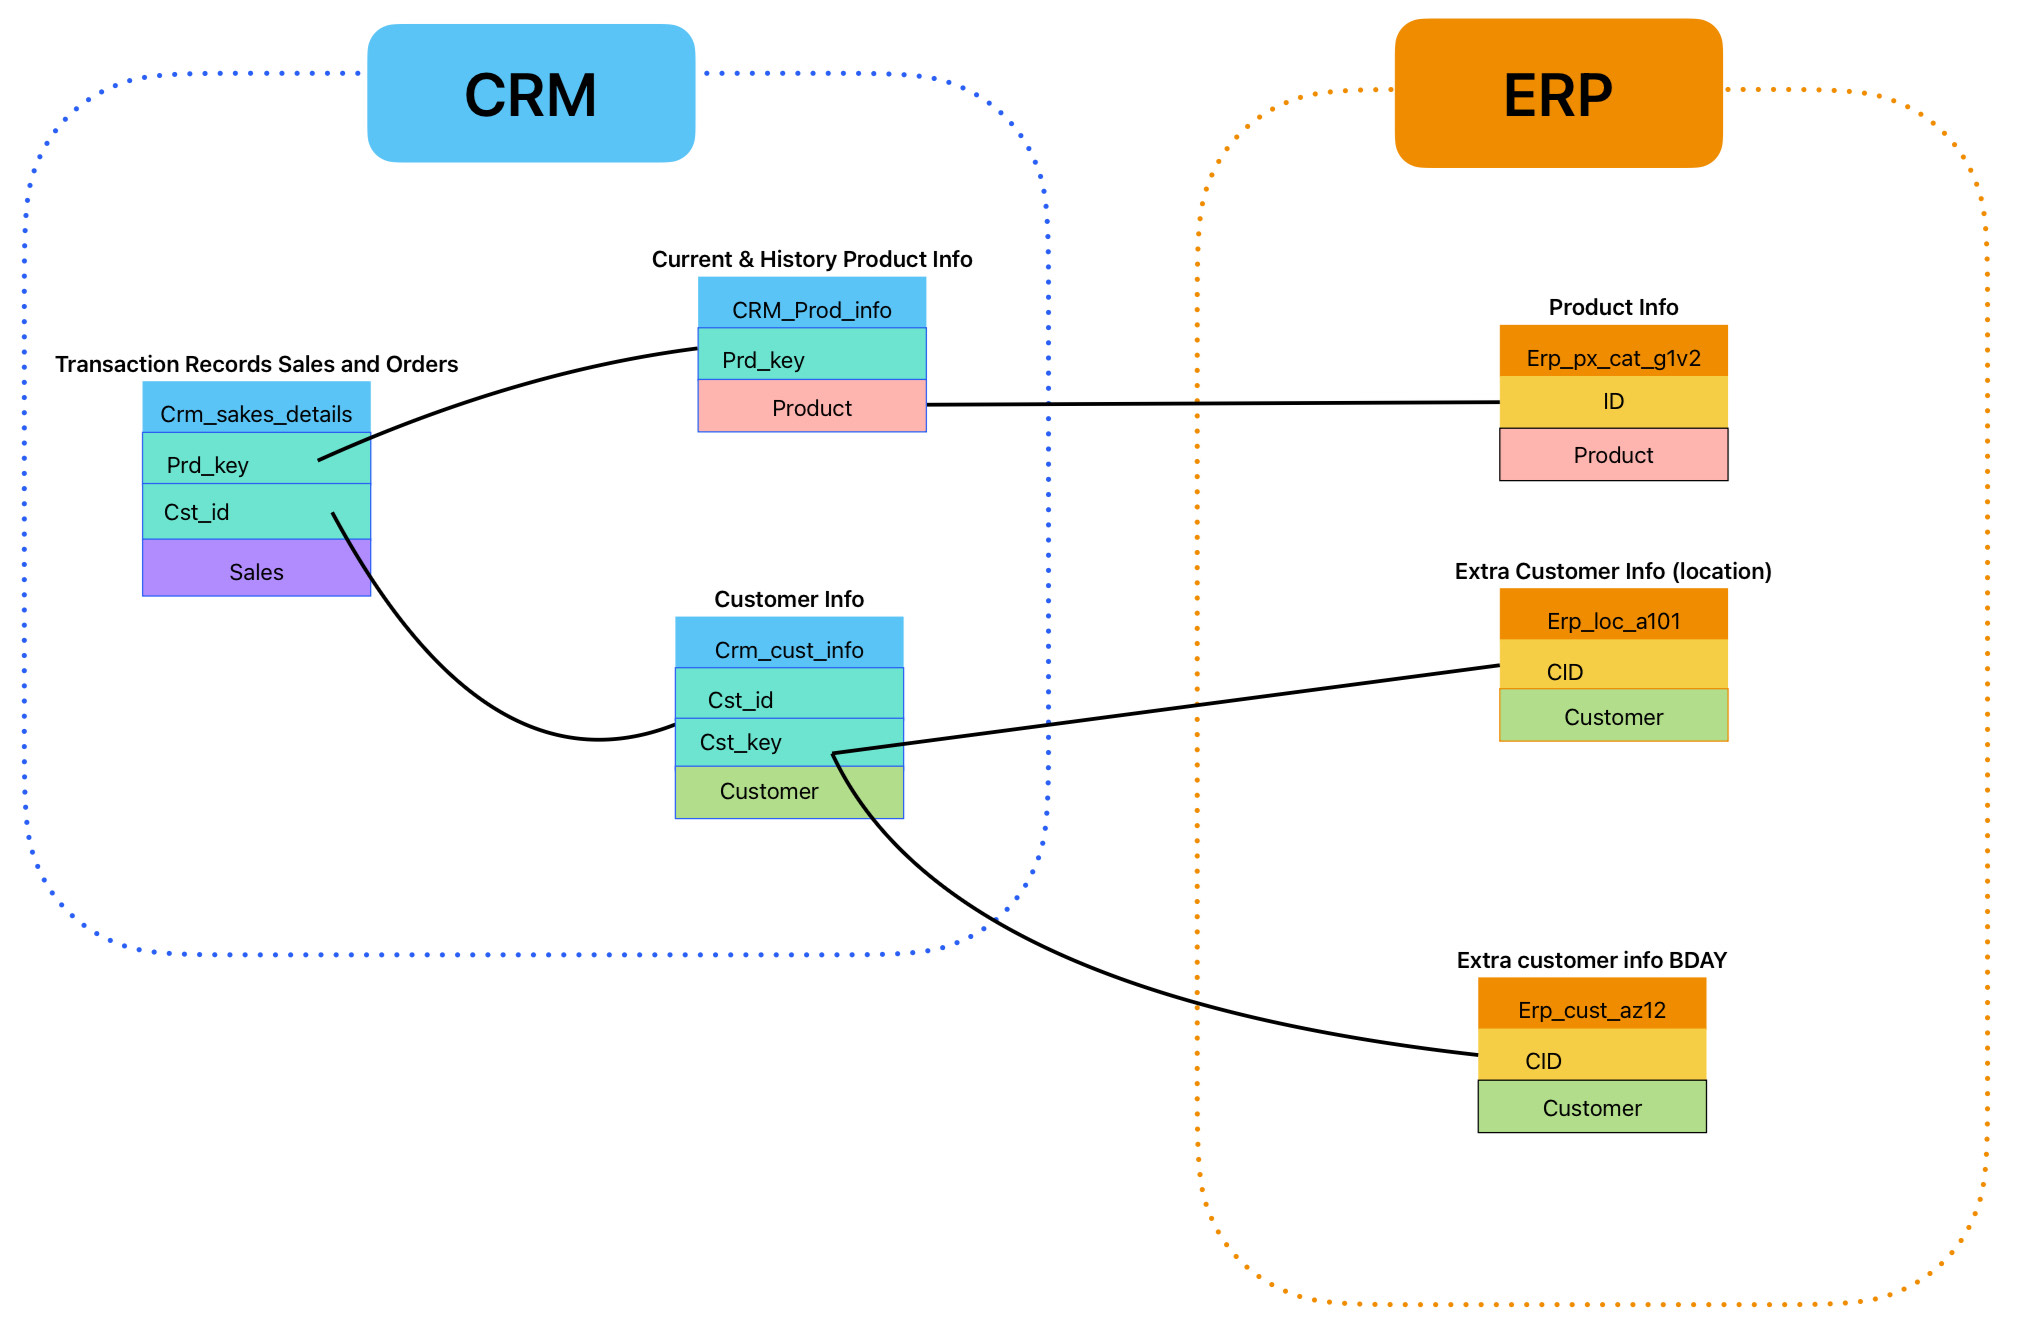 CRM
ERP
Current & History Product Info
CRM_Prod_info
Prd_key
Product
Transaction Records Sales and Orders
Crm_sakes_details
Prd_key
Cst_id
Sales
Customer Info
Crm_cust_info
Cst_id
Cst_key
Customer
Product Info
Erp_px_cat_g1v2
ID
Product
Extra Customer Info (location)
Erp_loc_a101
CID
Customer
Extra customer info BDAY
Erp_cust_az12
CID
Customer